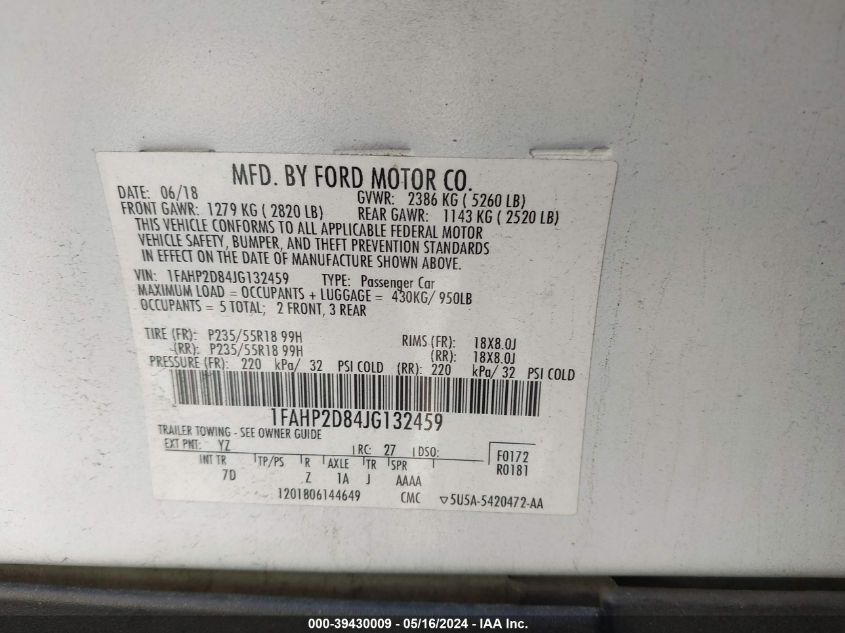 MFD. BY FORD MOTOR CO.
DATE: 06/18 GVWR: 2386 KG ( 5260 LB)
FRONT GAWR: 1279 KG ( 2820 LB) REAR GAWR: 1143 KG ( 2520 LB)
THIS VEHICLE CONFORMS TO ALL APPLICABLE FEDERAL MOTOR
VEHICLE SAFETY, BUMPER, AND THEFT PREVENTION STANDARDS
IN EFFECT ON THE DATE OF MANUFACTURE SHOWN ABOVE.
VIN: 1FAHP2D84JG132459 TYPE: Passenger Car
MAXIMUM LOAD = OCCUPANTS + LUGGAGE = 430KG/ 950LB
OCCUPANTS = 5 TOTAL; 2 FRONT, 3 REAR
TIRE (FR): P235/55R18 99H RIMS (FR): 18X8.0J
(RR): P235/55R18 99H (RR): 18X8.0J
PRESSURE (FR): 220 kPa/ 32 PSI COLD (RR): 220 kPa/ 32 PSI COLD
1FAHP2D84JG132459
TRAILER TOWING - SEE OWNER GUIDE
EXT PNT: YZ RC: 27 DSO: F0172
R0181
INT TR TP/PS R AXLE TR SPR
7D Z 1A J AAAA
1201806144649 CMC ▽5U5A-5420472-AA
000-39430009 - 05/16/2024 - IAA Inc.